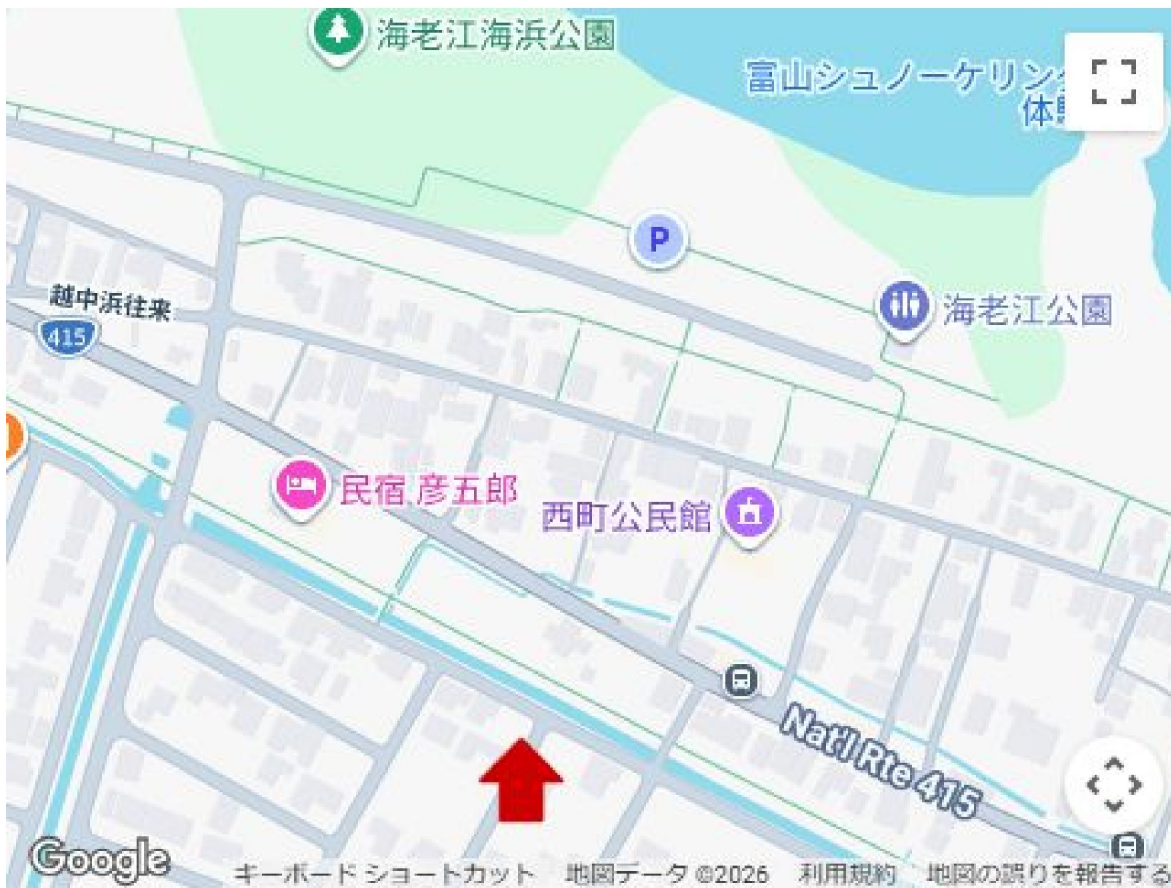 海老江海浜公園
富山シュノーケリング
体
P
海老江公園
越中浜往来
415
民宿 彦五郎
西町公民館
Nat'l Rte 415
Google
キーボード ショートカット
地図データ ©2026
利用規約
地図の誤りを報告する